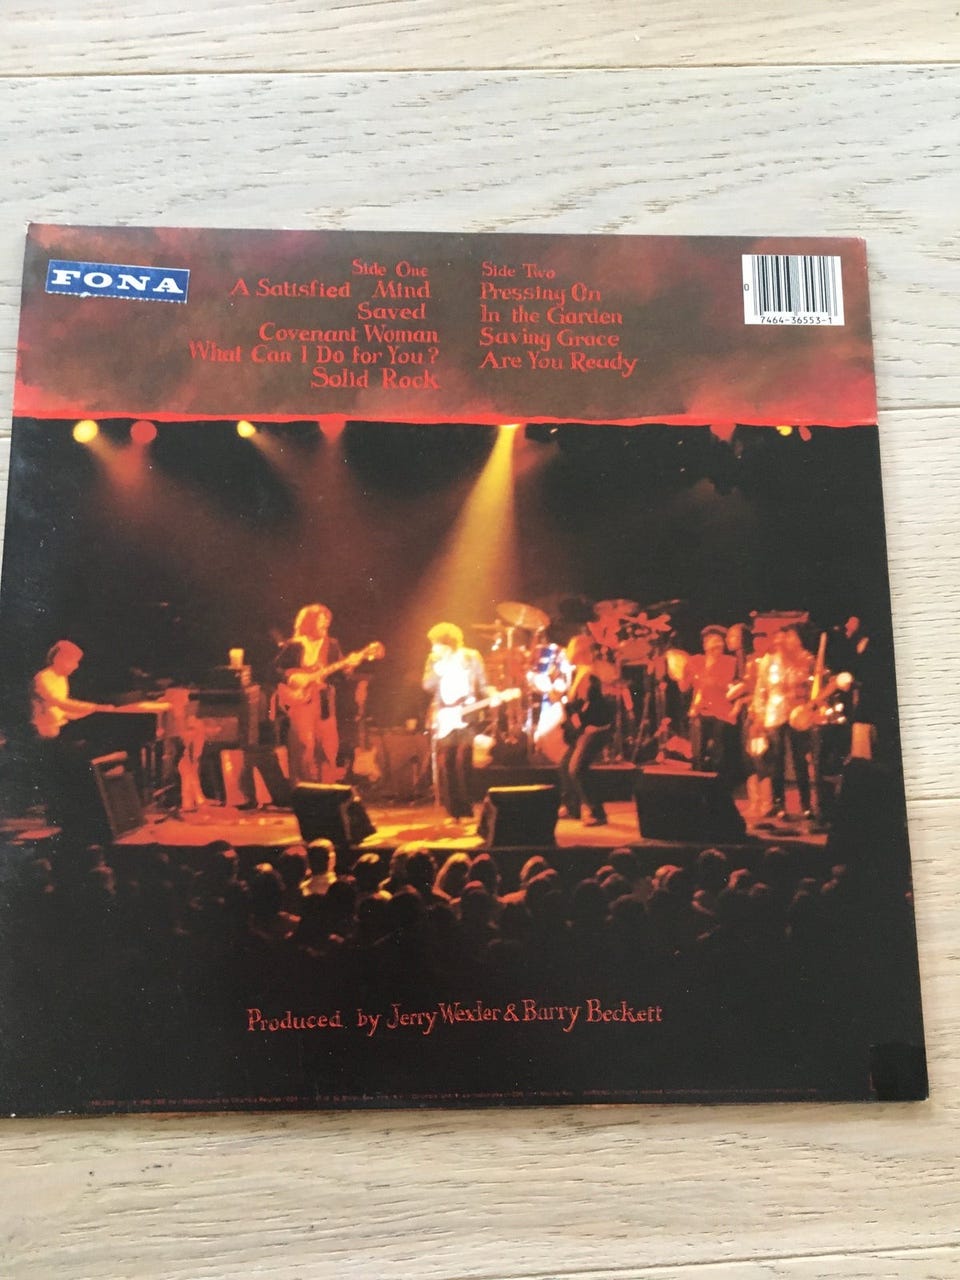 FONA
Side One
A Satisfied Mind
Saved
Covenant Woman
What Can I Do for You?
Solid Rock
Side Two
Pressing On
In the Garden
Saving Grace
Are You Ready
0
7464-36553-1
Produced by Jerry Wexler & Barry Beckett